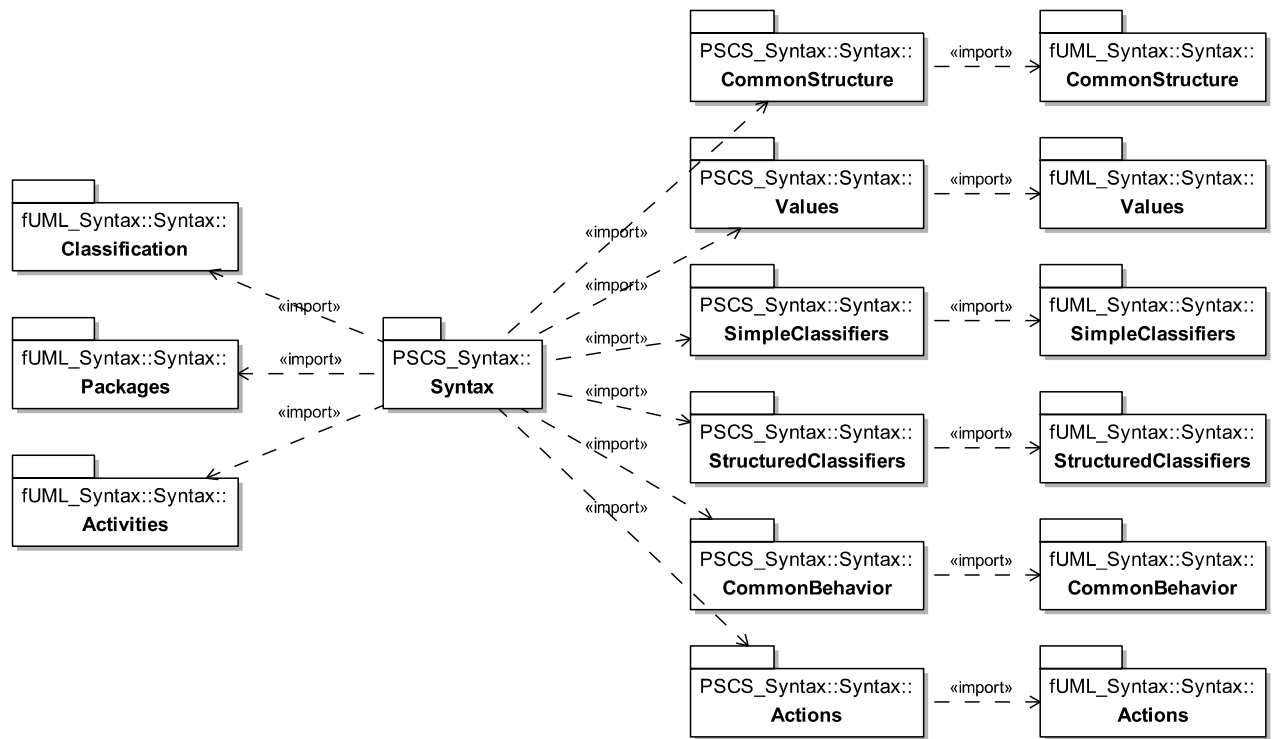 PSCS_Syntax::Syntax::
CommonStructure
«import»
fUML_Syntax::Syntax::
CommonStructure
PSCS_Syntax::Syntax::
Values
«import»
fUML_Syntax::Syntax::
Values
fUML_Syntax::Syntax::
Classification
«import»
«import»
«import»
PSCS_Syntax::Syntax::
SimpleClassifiers
«import»
fUML_Syntax::Syntax::
SimpleClassifiers
«import»
fUML_Syntax::Syntax::
Packages
«import»
PSCS_Syntax::
Syntax
«import»
«import»
PSCS_Syntax::Syntax::
StructuredClassifiers
«import»
fUML_Syntax::Syntax::
StructuredClassifiers
«import»
fUML_Syntax::Syntax::
Activities
«import»
PSCS_Syntax::Syntax::
CommonBehavior
«import»
fUML_Syntax::Syntax::
CommonBehavior
PSCS_Syntax::Syntax::
Actions
«import»
fUML_Syntax::Syntax::
Actions